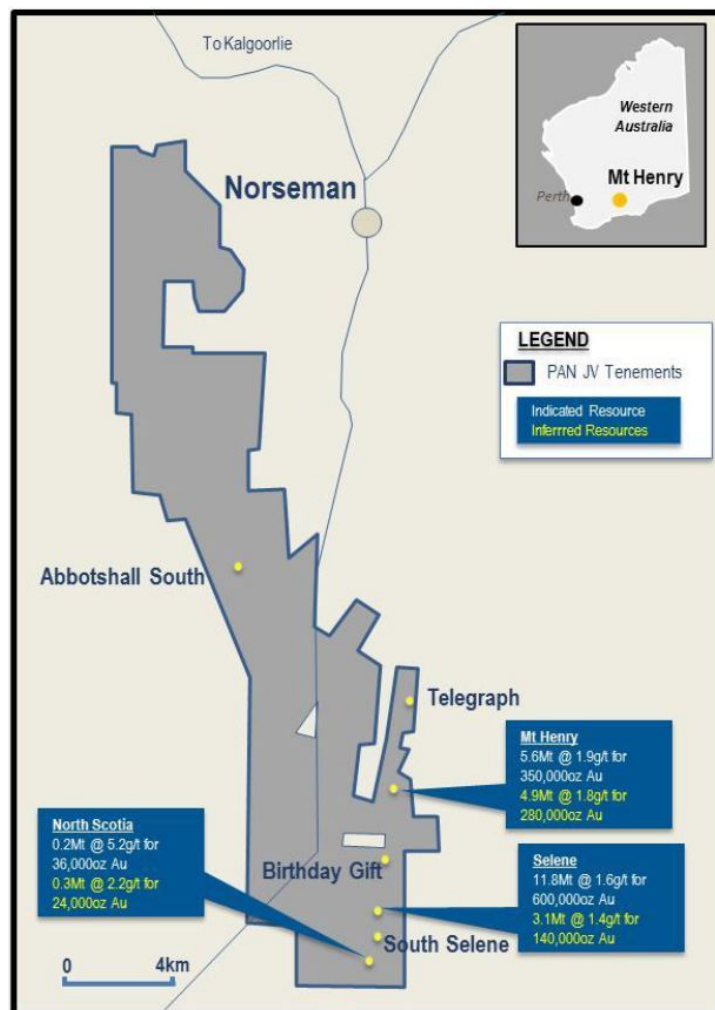 To Kalgoorlie
Western
Australia
Mt Henry
Perth
Norseman
LEGEND
PAN JV Tenements
Indicated Resource
Inferrred Resources
Abbotshall South
Telegraph
Mt Henry
5.6Mt @ 1.9g/t for
350,000oz Au
4.9Mt @ 1.8g/t for
280,000oz Au
North Scotia
0.2Mt @ 5.2g/t for
36,000oz Au
0.3Mt @ 2.2g/t for
24,000oz Au
Birthday Gift
Selene
11.8Mt @ 1.6g/t for
600,000oz Au
3.1Mt @ 1.4g/t for
140,000oz Au
South Selene
0 4km